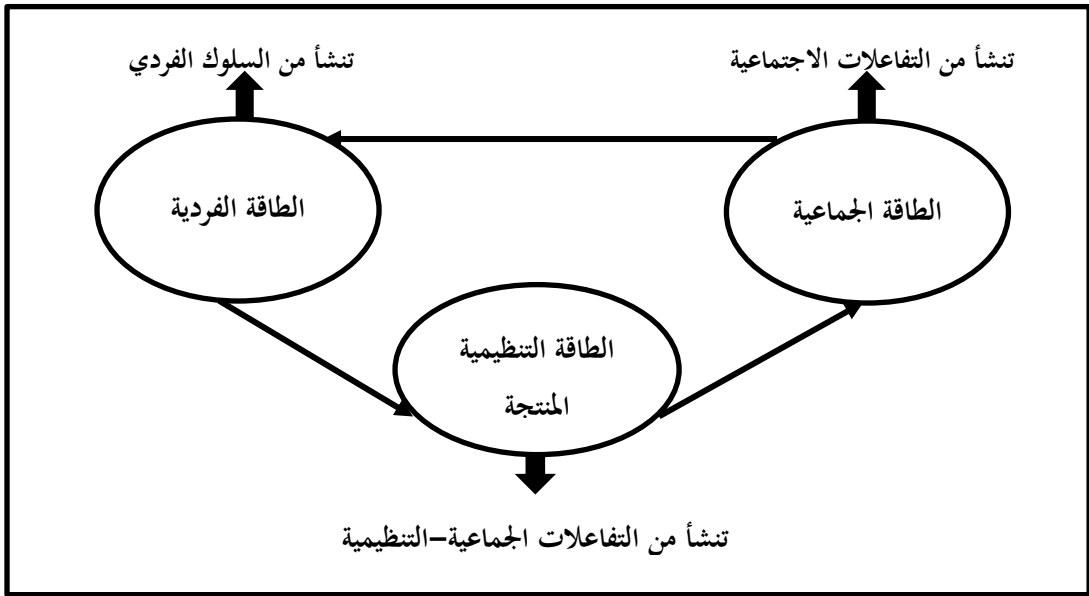 تنشأ من التفاعلات الاجتماعية
تنشأ من السلوك الفردي
الطاقة الجماعية
الطاقة الفردية
الطاقة التنظيمية
المنتجة
تنشأ من التفاعلات الجماعية–التنظيمية